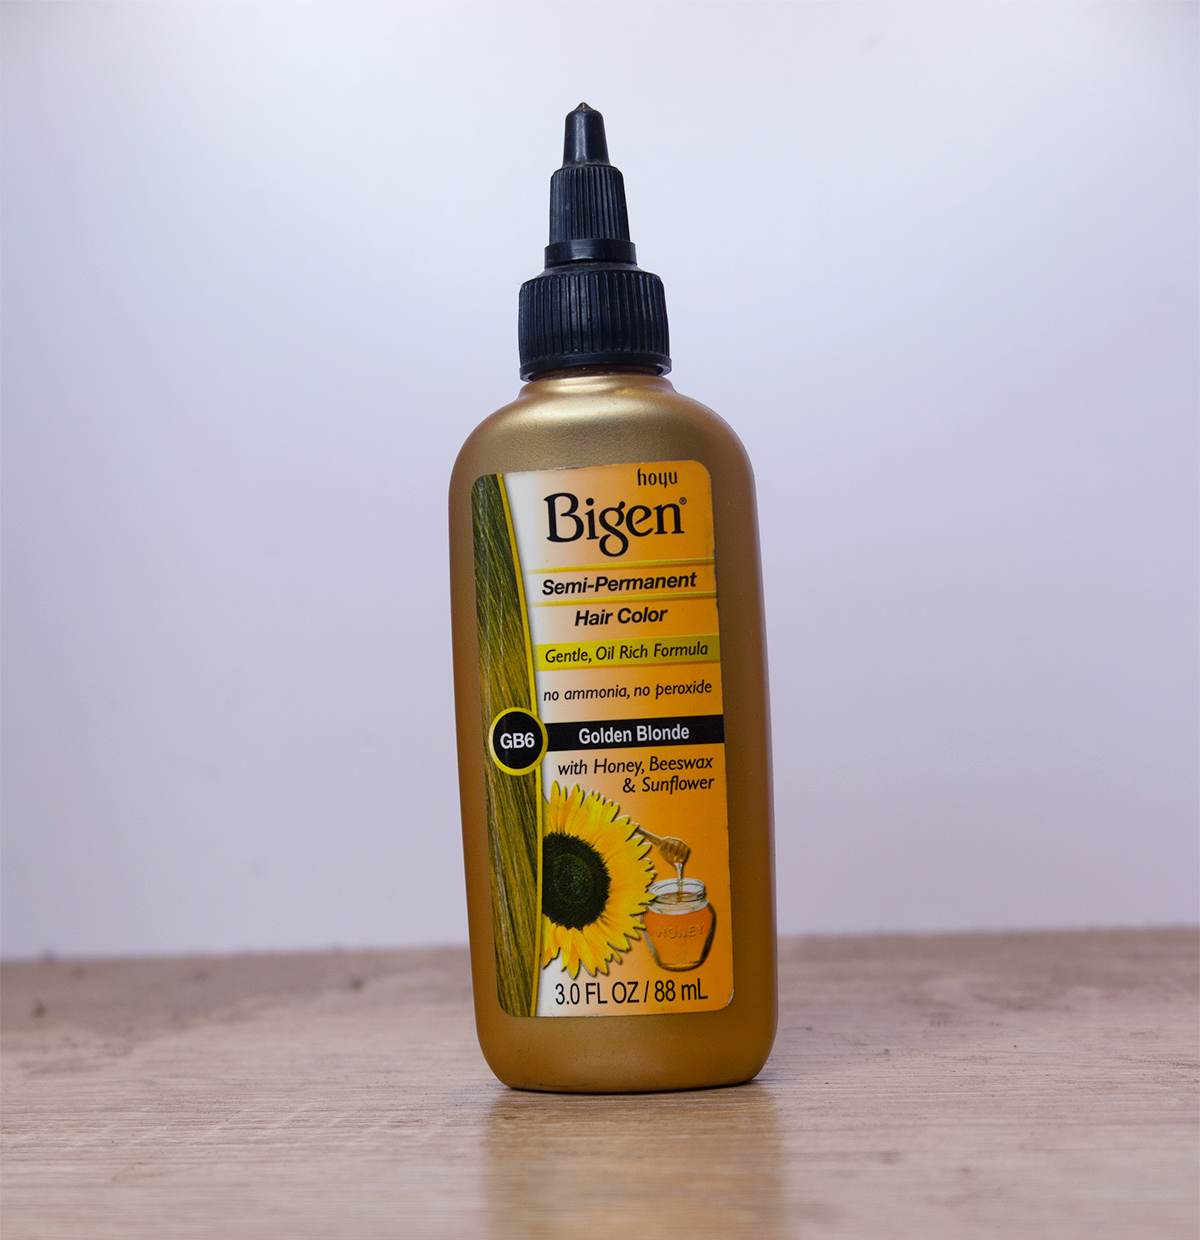 hoyu
Bigen®
Semi-Permanent
Hair Color
Gentle, Oil Rich Formula
no ammonia, no peroxide
GB6 Golden Blonde
with Honey, Beeswax
& Sunflower
HONEY
3.0 FL OZ / 88 mL